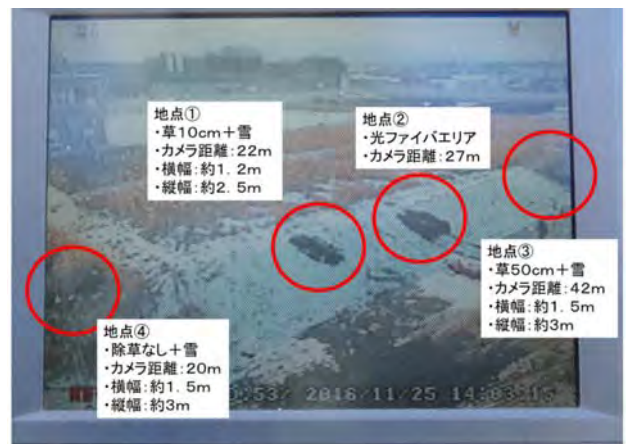 地点①
・草10cm+雪
・カメラ距離:22m
・横幅:約1.2m
・縦幅:約2.5m
地点②
・光ファイバエリア
・カメラ距離:27m
地点③
・草50cm+雪
・カメラ距離:42m
・横幅:約1.5m
・縦幅:約3m
地点④
・除草なし+雪
・カメラ距離:20m
・横幅:約1.5m
・縦幅:約3m
2016/11/25 14:03:15